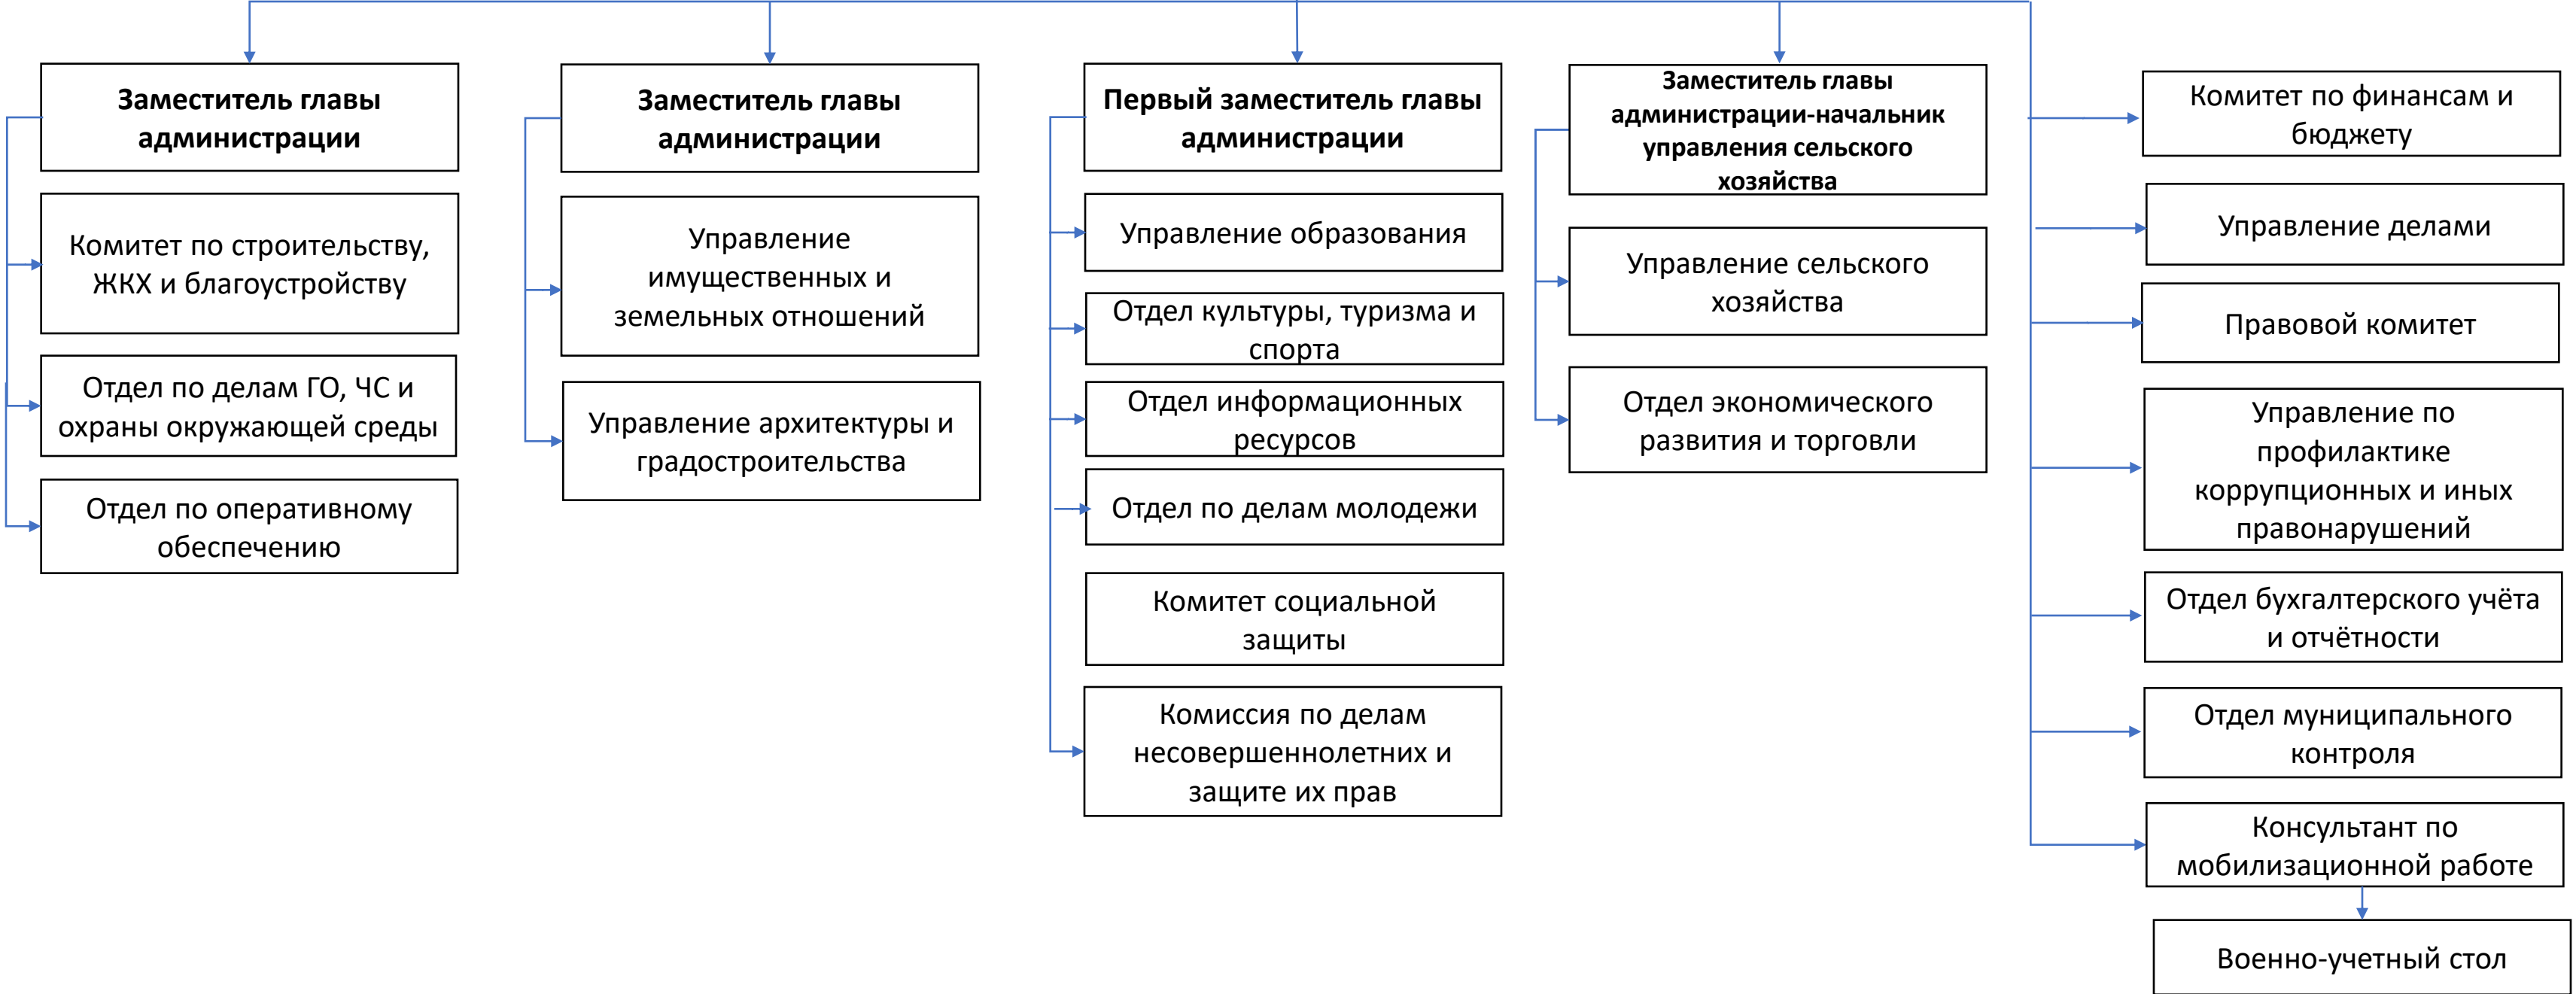 Заместитель главы
администрации
Комитет по строительству,
ЖКХ и благоустройству
Отдел по делам ГО, ЧС и
охраны окружающей среды
Отдел по оперативному
обеспечению
Заместитель главы
администрации
Управление
имущественных и
земельных отношений
Управление архитектуры и
градостроительства
Первый заместитель главы
администрации
Управление образования
Отдел культуры, туризма и
спорта
Отдел информационных
ресурсов
Отдел по делам молодежи
Комитет социальной
защиты
Комиссия по делам
несовершеннолетних и
защите их прав
Заместитель главы
администрации-начальник
управления сельского
хозяйства
Управление сельского
хозяйства
Отдел экономического
развития и торговли
Комитет по финансам и
бюджету
Управление делами
Правовой комитет
Управление по
профилактике
коррупционных и иных
правонарушений
Отдел бухгалтерского учёта
и отчётности
Отдел муниципального
контроля
Консультант по
мобилизационной работе
Военно-учетный стол